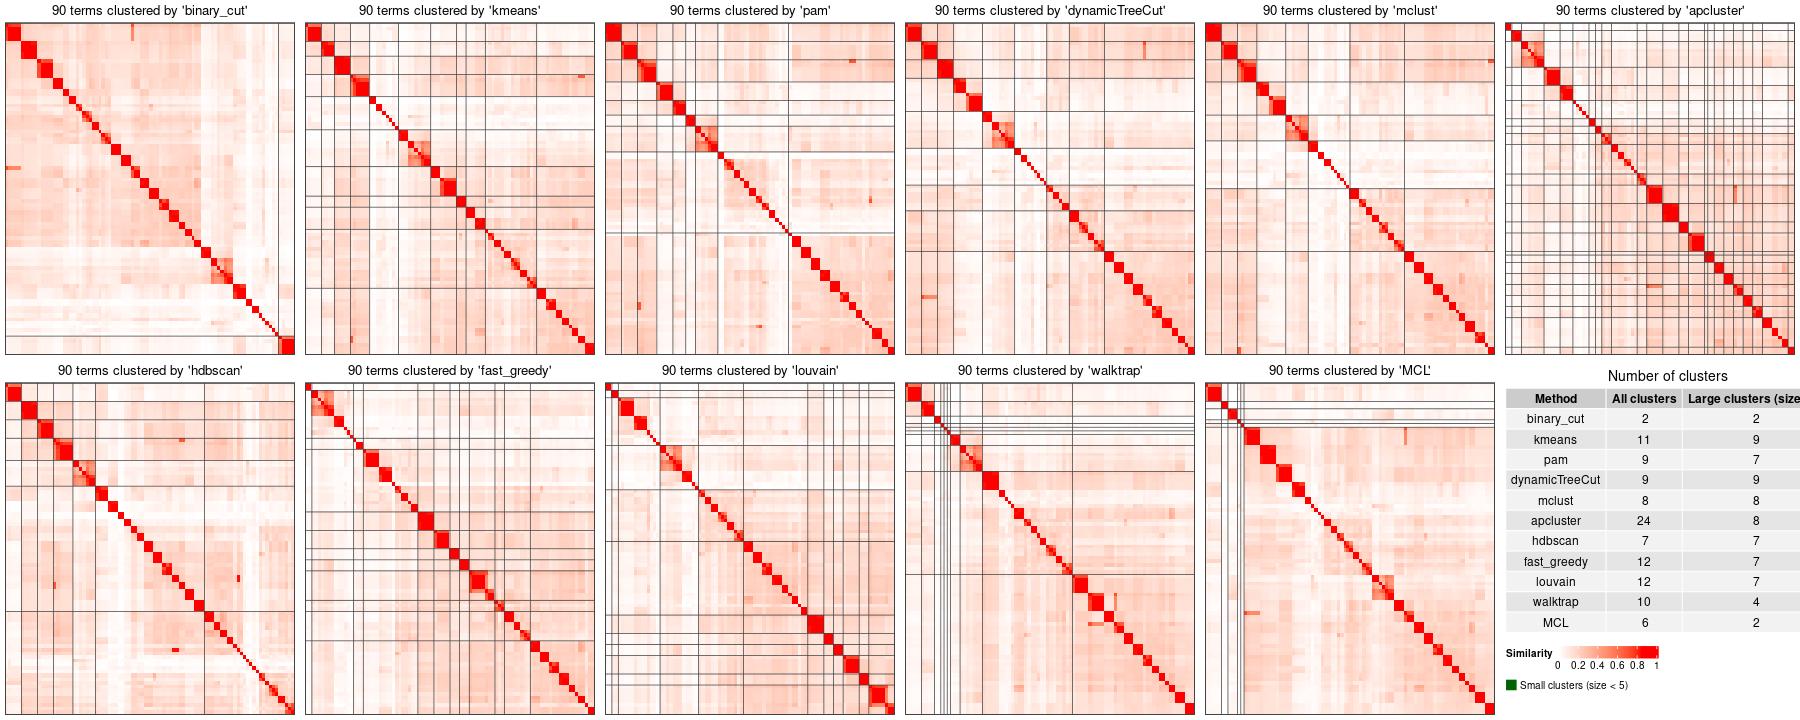 90 terms clustered by 'binary_cut'
90 terms clustered by 'kmeans'
90 terms clustered by 'pam'
90 terms clustered by 'dynamicTreeCut'
90 terms clustered by 'mclust'
90 terms clustered by 'apcluster'
90 terms clustered by 'hdbscan'
90 terms clustered by 'fast_greedy'
90 terms clustered by 'louvain'
90 terms clustered by 'walktrap'
90 terms clustered by 'MCL'
Number of clusters
Method All clusters Large clusters (size
binary_cut 2 2
kmeans 11 9
pam 9 7
dynamicTreeCut 9 9
mclust 8 8
apcluster 24 8
hdbscan 7 7
fast_greedy 12 7
louvain 12 7
walktrap 10 4
MCL 6 2
Similarity
0 0.2 0.4 0.6 0.8 1
Small clusters (size < 5)